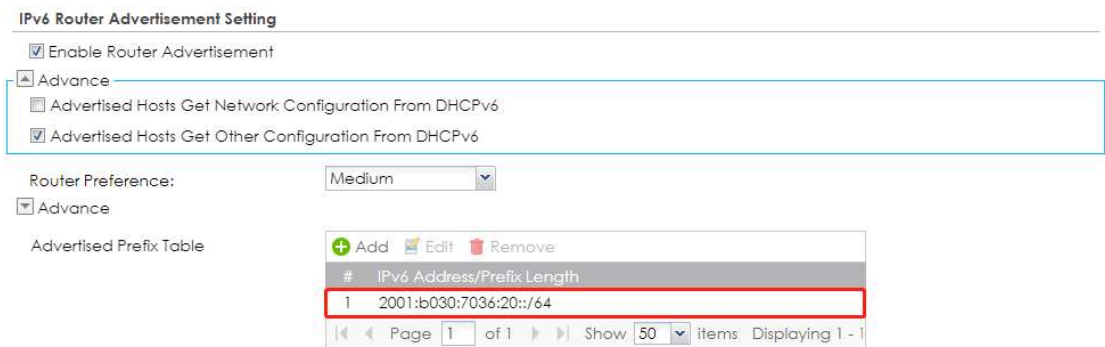 IPv6 Router Advertisement Setting
Enable Router Advertisement
Advance
Advertised Hosts Get Network Configuration From DHCPv6
Advertised Hosts Get Other Configuration From DHCPv6
Router Preference: Medium
Advance
Advertised Prefix Table Add Edit Remove
# IPv6 Address/Prefix Length
1 2001:b030:7036:20::/64
Page 1 of 1 Show 50 items Displaying 1 - 1